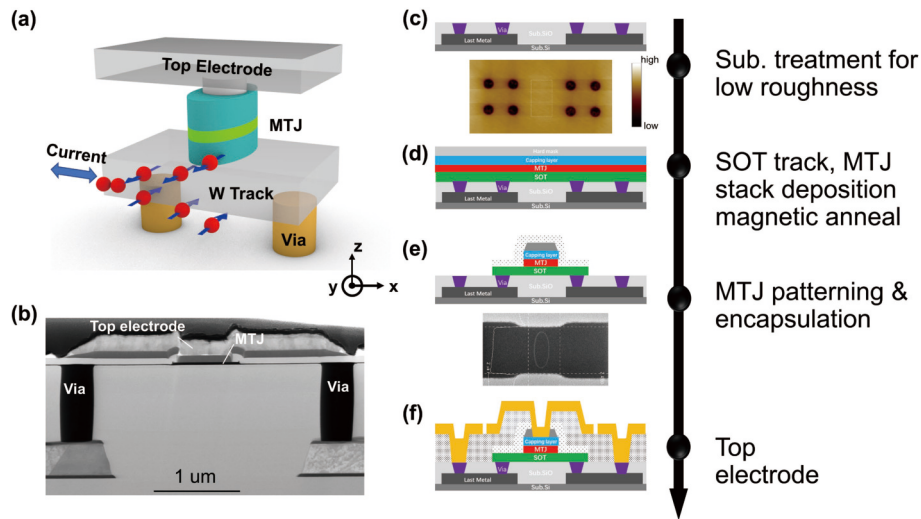 (a)
Top Electrode
MTJ
Current
W Track
Via
z
y
x
(b)
Top electrode
MTJ
Via
Via
1 um
(c)
Via
Sub.SiO
Last Metal
Sub.Si
high
low
Sub. treatment for
low roughness
(d)
Hard mask
Capping layer
MTJ
SOT
Via
Sub.SiO
Last Metal
Sub.Si
SOT track, MTJ
stack deposition
magnetic anneal
(e)
Capping layer
MTJ
SOT
Via
Sub.SiO
Last Metal
Sub.Si
MTJ patterning &
encapsulation
(f)
Capping layer
MTJ
SOT
Via
Sub.SiO
Last Metal
Sub.Si
Top
electrode